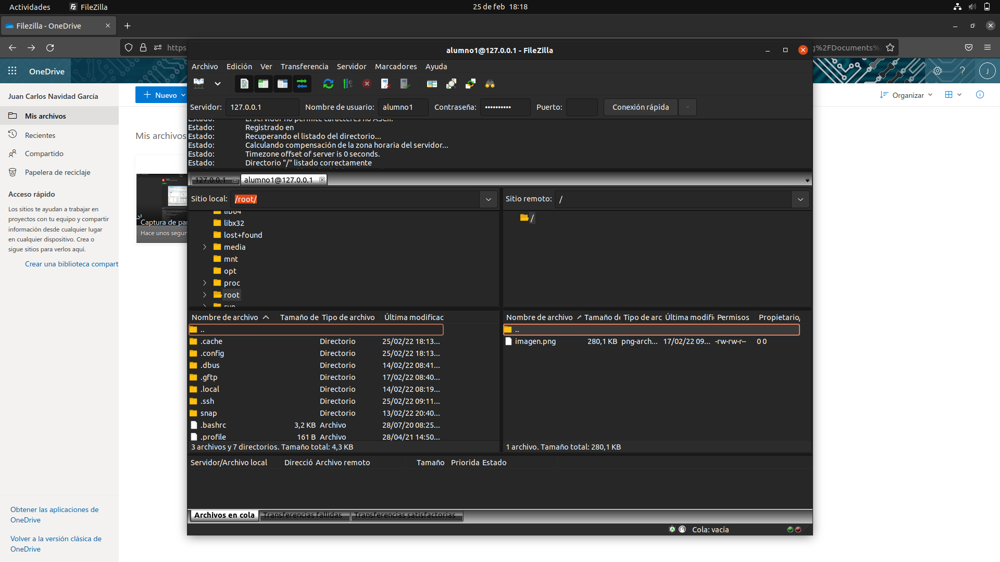 Actividades
FileZilla
25 de feb 18:18
Filezilla - OneDrive
https
g%2FDocuments%2
OneDrive
?
J
Juan Carlos Navidad García
Mis archivos
Recientes
Compartido
Papelera de reciclaje
Acceso rápido
Los sitios te ayudan a trabajar en
proyectos con tu equipo y compartir
información desde cualquier lugar
en cualquier dispositivo. Crea o
sigue sitios para verlos aquí.
Crear una biblioteca compart
Obtener las aplicaciones de
OneDrive
Volver a la versión clásica de
OneDrive
Nuevo
Organizar
Mis archivos
Captura de pan
Hace unos segun
alumno1@127.0.0.1 - FileZilla
Archivo Edición Ver Transferencia Servidor Marcadores Ayuda
Servidor: 127.0.0.1 Nombre de usuario: alumno1 Contraseña: •••••••••• Puerto: Conexión rápida
Estado: El servidor no permite caracteres no ASCII.
Estado: Registrado en
Estado: Recuperando el listado del directorio...
Estado: Calculando compensación de la zona horaria del servidor...
Estado: Timezone offset of server is 0 seconds.
Estado: Directorio "/" listado correctamente
127.0.0.1
alumno1@127.0.0.1
Sitio local: /root/
lib64
libx32
lost+found
media
mnt
opt
proc
root
run
Sitio remoto: /
/
Nombre de archivo Tamaño de Tipo de archivo Última modificac
..
.cache Directorio 25/02/22 18:13...
.config Directorio 25/02/22 18:13...
.dbus Directorio 14/02/22 08:41...
.gftp Directorio 17/02/22 08:40...
.local Directorio 14/02/22 08:19...
.ssh Directorio 25/02/22 09:11...
snap Directorio 13/02/22 20:40...
.bashrc 3,2 KB Archivo 28/07/20 08:25...
.profile 161 B Archivo 28/04/21 14:50...
3 archivos y 7 directorios. Tamaño total: 4,3 KB
Nombre de archivo Tamaño de Tipo de arc Última modifi Permisos Propietario/
..
imagen.png 280,1 KB png-arch... 17/02/22 09... -rw-rw-r-- 0 0
1 archivo. Tamaño total: 280,1 KB
Servidor/Archivo local Direcció Archivo remoto Tamaño Priorida Estado
Archivos en cola
Transferencias fallidas
Transferencias satisfactorias
Cola: vacía